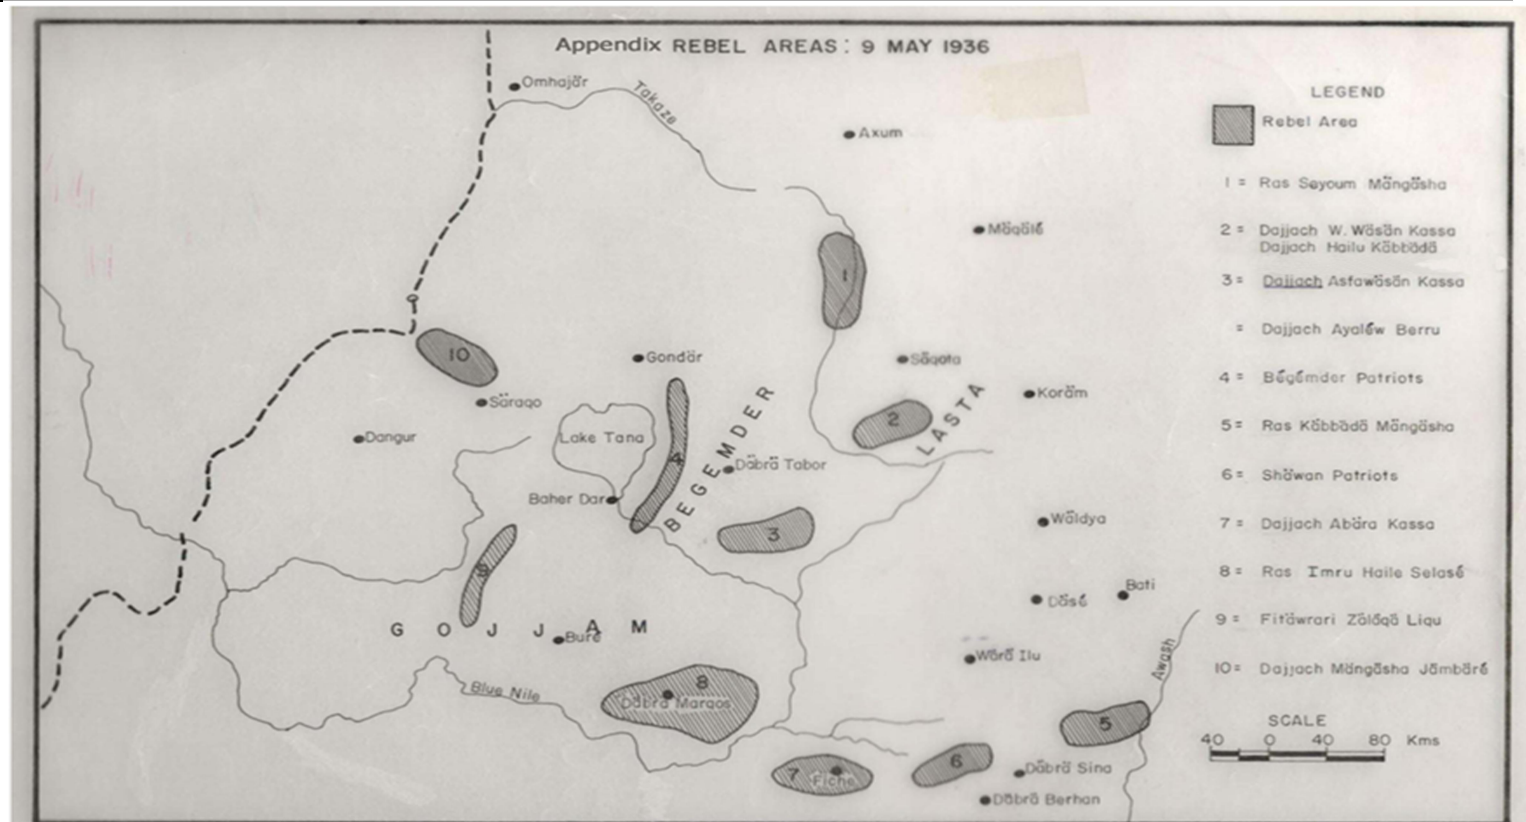 Appendix REBEL AREAS: 9 MAY 1936
Omhajär
Takaze
Axum
Mäqälé
1
10
Gondär
Säqota
Säraqo
Koräm
2
LASTA
Dangur
Lake Tana
4
BEGEMDER
Däbrä Tabor
Baher Dar
3
Wäldya
9
Däsé
Bati
GOJJAM
Buré
Wärä Ilu
Awash
Blue Nile
8
Däbrä Marqos
5
7
Fiche
6
Däbrä Sina
Däbrä Berhan
LEGEND
Rebel Area
1 = Ras Seyoum Mängäsha
2 = Dajjach W. Wäsän Kassa
Dajjach Hailu Käbbädä
3 = Dajjach Asfawäsän Kassa
= Dajjach Ayaléw Berru
4 = Bégémder Patriots
5 = Ras Käbbädä Mängäsha
6 = Shäwan Patriots
7 = Dajjach Abära Kassa
8 = Ras Imru Haile Selasé
9 = Fitäwrari Zäläqä Liqu
10 = Dajjach Mängäsha Jämbäré
SCALE
40 0 40 80 Kms